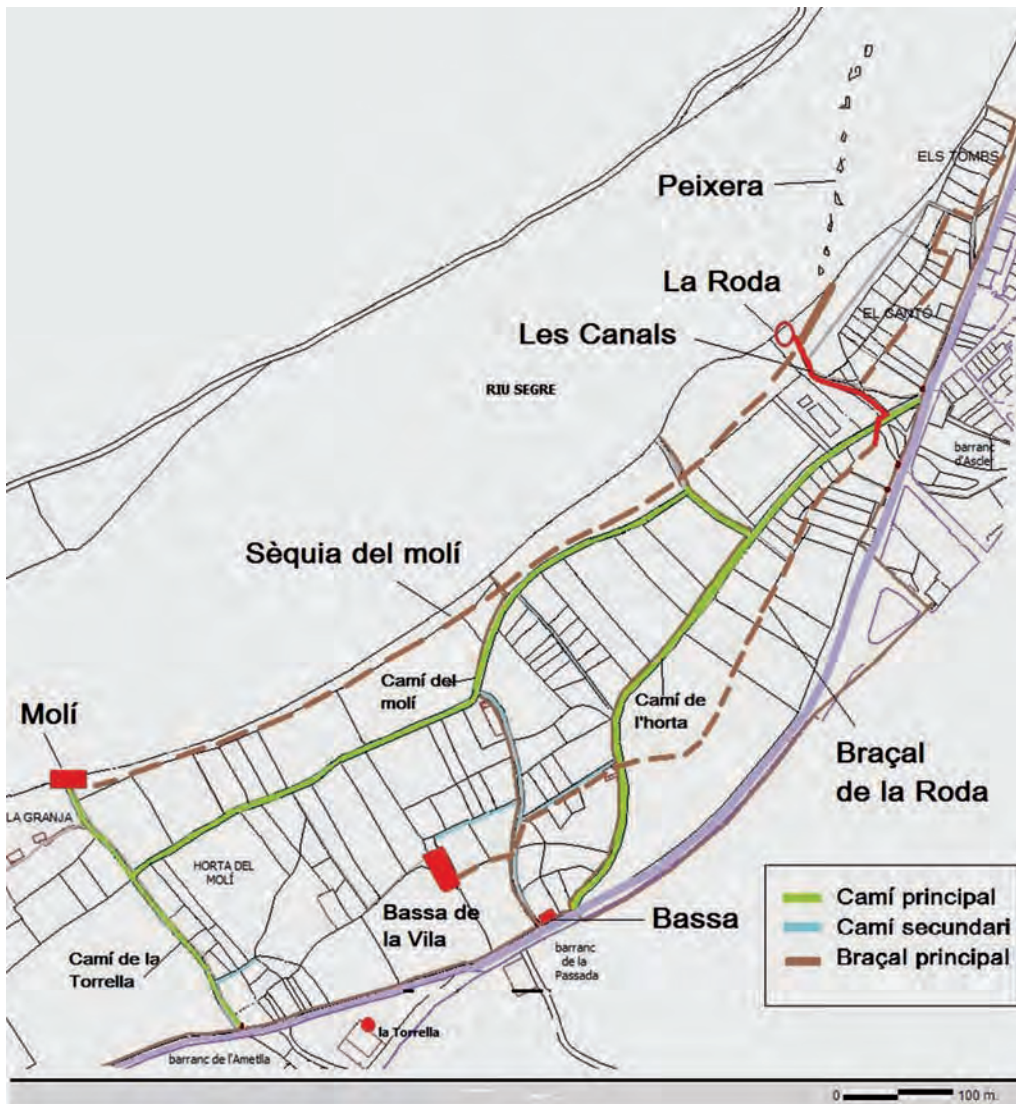 ELS TOMBS
Peixera
La Roda
EL CANTÓ
Les Canals
RIU SEGRE
barranc
d'Ascler
Sèquia del molí
Camí del
molí
Camí de
l'horta
Molí
Braçal
de la Roda
LA GRANJA
HORTA DEL
MOLÍ
Camí principal
Bassa de
la Vila
Bassa
Camí secundari
Camí de la
Torrella
barranc
de la
Passada
Braçal principal
la Torrella
barranc de l'Ametlla
0 100 m.